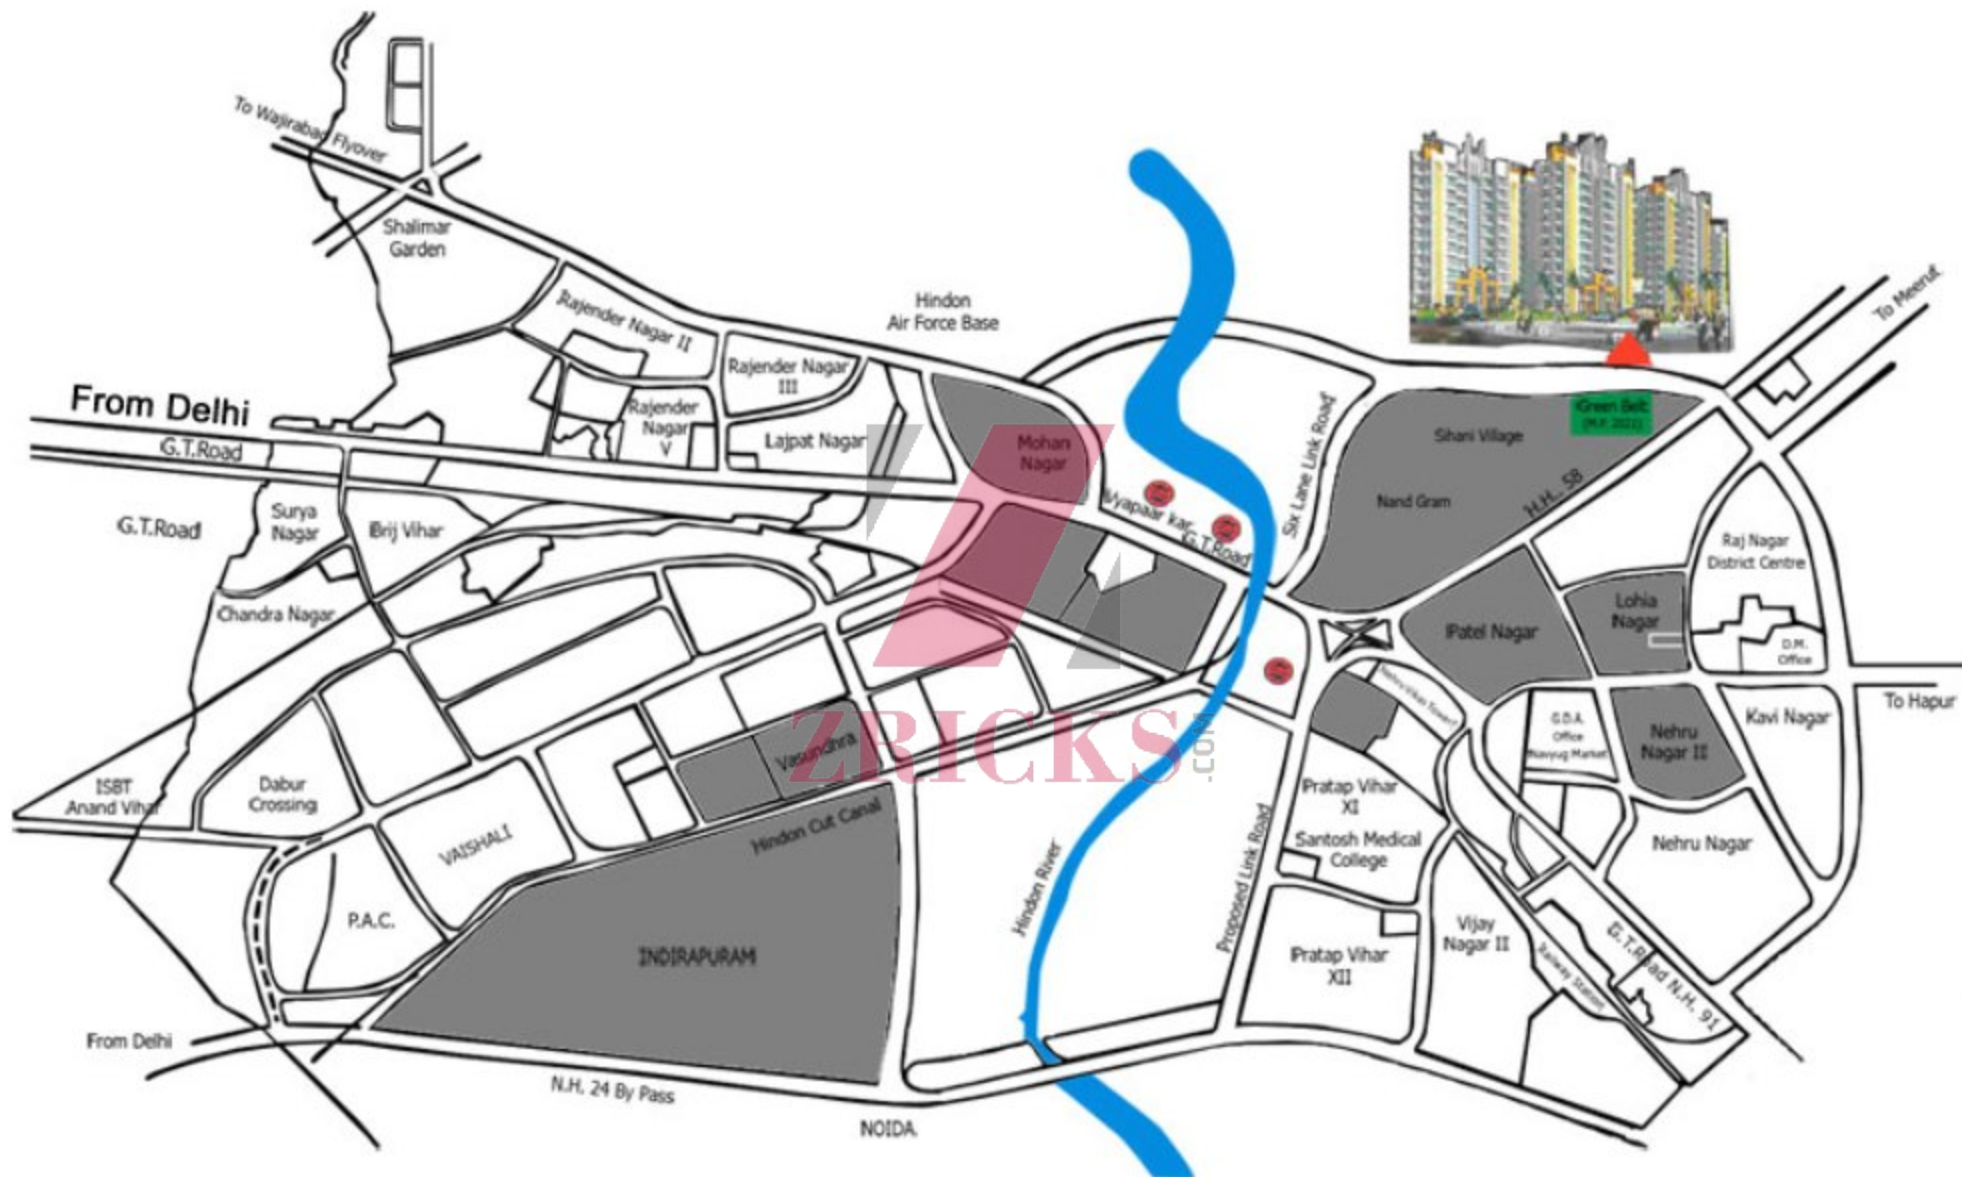 To Wajirabad Flyover
Shalimar
Garden
Rajender Nagar II
Hindon
Air Force Base
To Meerut
Rajender Nagar
III
From Delhi
G.T.Road
Rajender
Nagar
V
Lajpat Nagar
Mohan
Nagar
Six Lane Link Road
Green Belt
(M.P. 2021)
Sihani Village
Nand Gram
H.H.. 58
Vyapaar kar
G.T.Road
G.T.Road
Surya
Nagar
Brij Vihar
Raj Nagar
District Centre
Chandra Nagar
Lohia
Nagar
Patel Nagar
D.M.
Office
To Hapur
G.D.A.
Office
Navyug Market
Nehru
Nagar II
Kavi Nagar
Vasundhra
ZRICKS
.COM
ISBT
Anand Vihar
Dabur
Crossing
Pratap Vihar
XI
Hindon Cut Canal
VAISHALI
Santosh Medical
College
Nehru Nagar
Hindon River
Proposed Link Road
P.A.C.
INDIRAPURAM
Vijay
Nagar II
Pratap Vihar
XII
Railway Station
G.T.Road N.H. 91
From Delhi
N.H. 24 By Pass
NOIDA